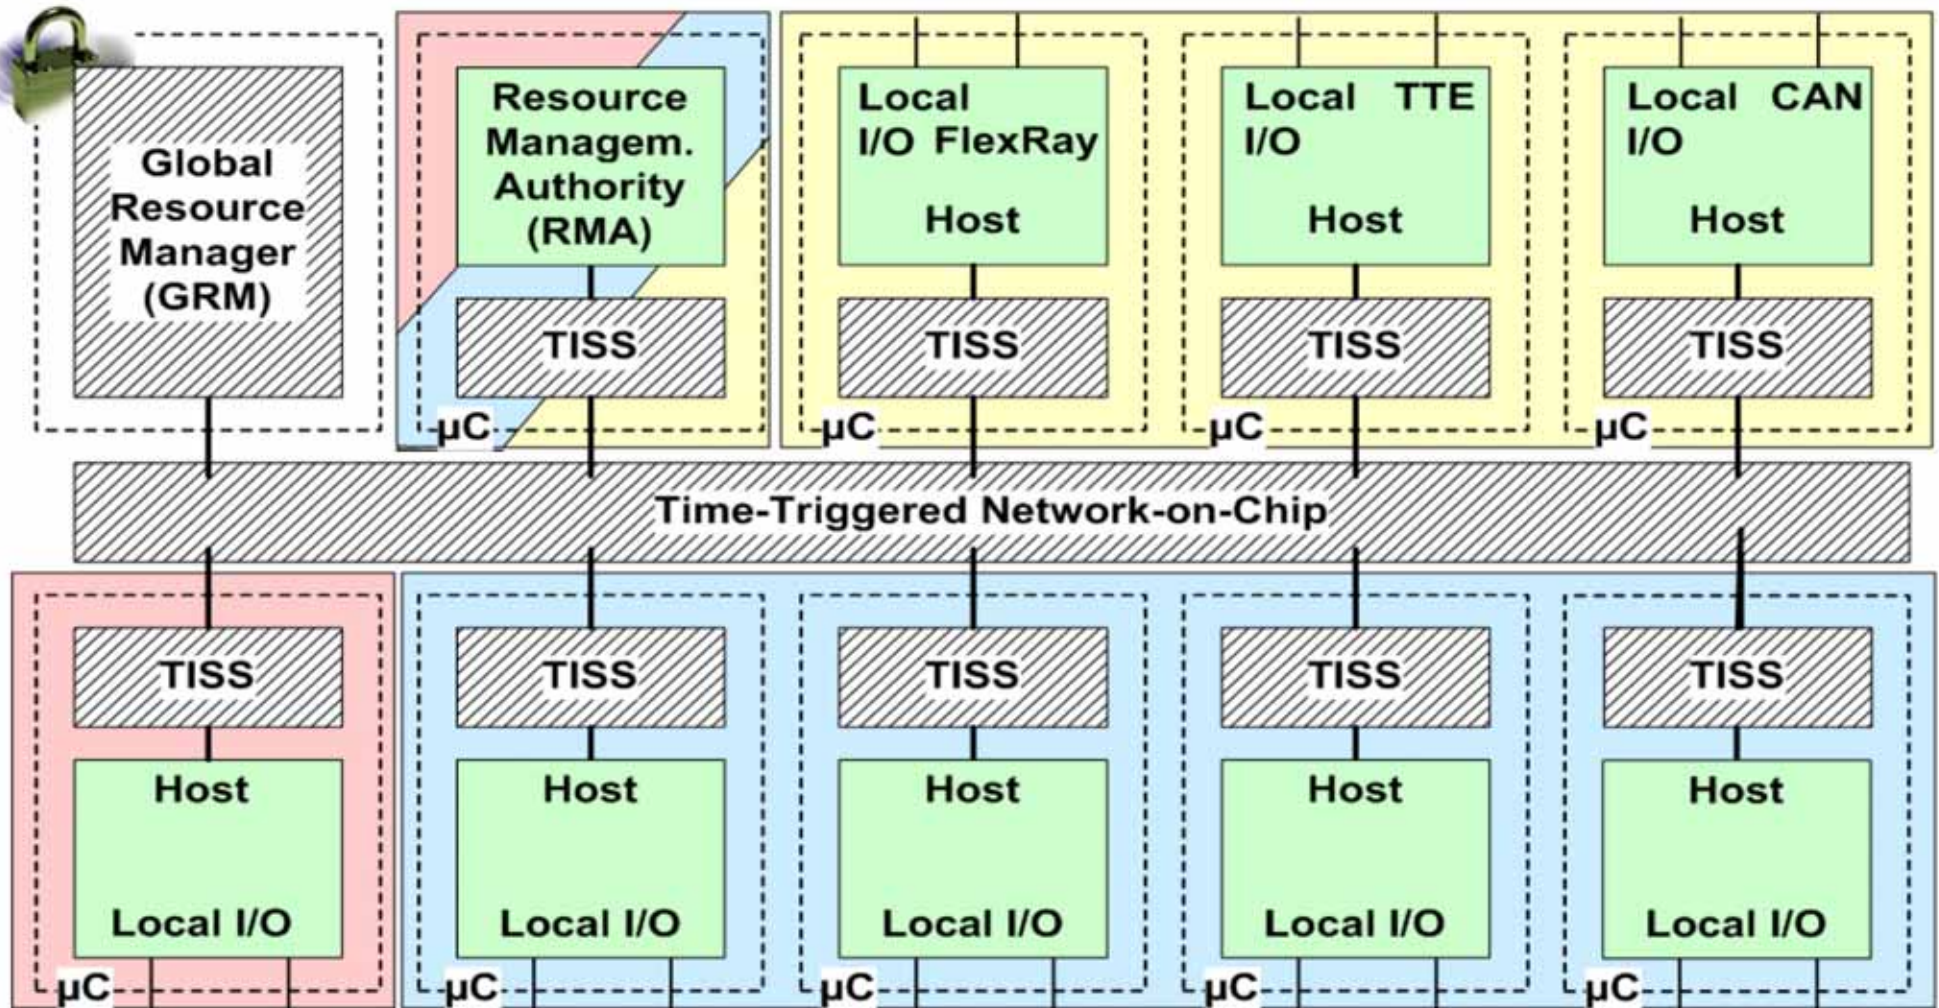 Global
Resource
Manager
(GRM)
Resource
Managem.
Authority
(RMA)
TISS
µC
Local
I/O FlexRay
Host
TISS
µC
Local TTE
I/O
Host
TISS
µC
Local CAN
I/O
Host
TISS
µC
Time-Triggered Network-on-Chip
TISS
Host
Local I/O
µC
TISS
Host
Local I/O
µC
TISS
Host
Local I/O
µC
TISS
Host
Local I/O
µC
TISS
Host
Local I/O
µC